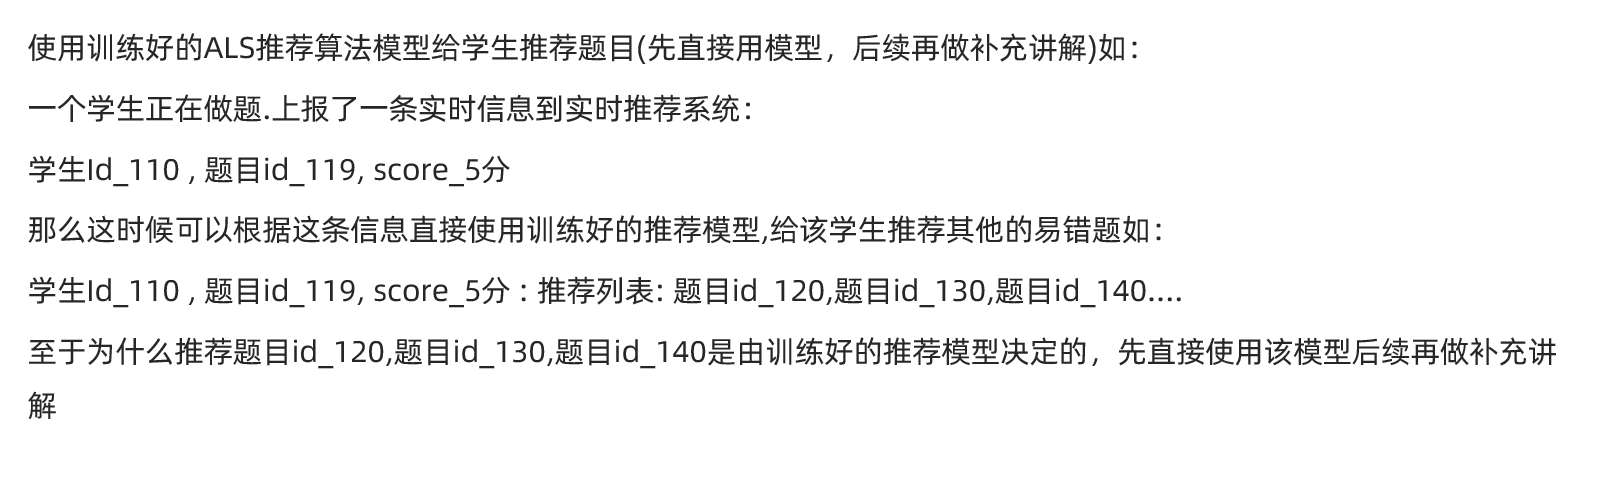 使用训练好的ALS推荐算法模型给学生推荐题目(先直接用模型，后续再做补充讲解)如：
一个学生正在做题.上报了一条实时信息到实时推荐系统：
学生Id_110 , 题目id_119, score_5分
那么这时候可以根据这条信息直接使用训练好的推荐模型,给该学生推荐其他的易错题如：
学生Id_110 , 题目id_119, score_5分 : 推荐列表: 题目id_120,题目id_130,题目id_140....
至于为什么推荐题目id_120,题目id_130,题目id_140是由训练好的推荐模型决定的，先直接使用该模型后续再做补充讲
解